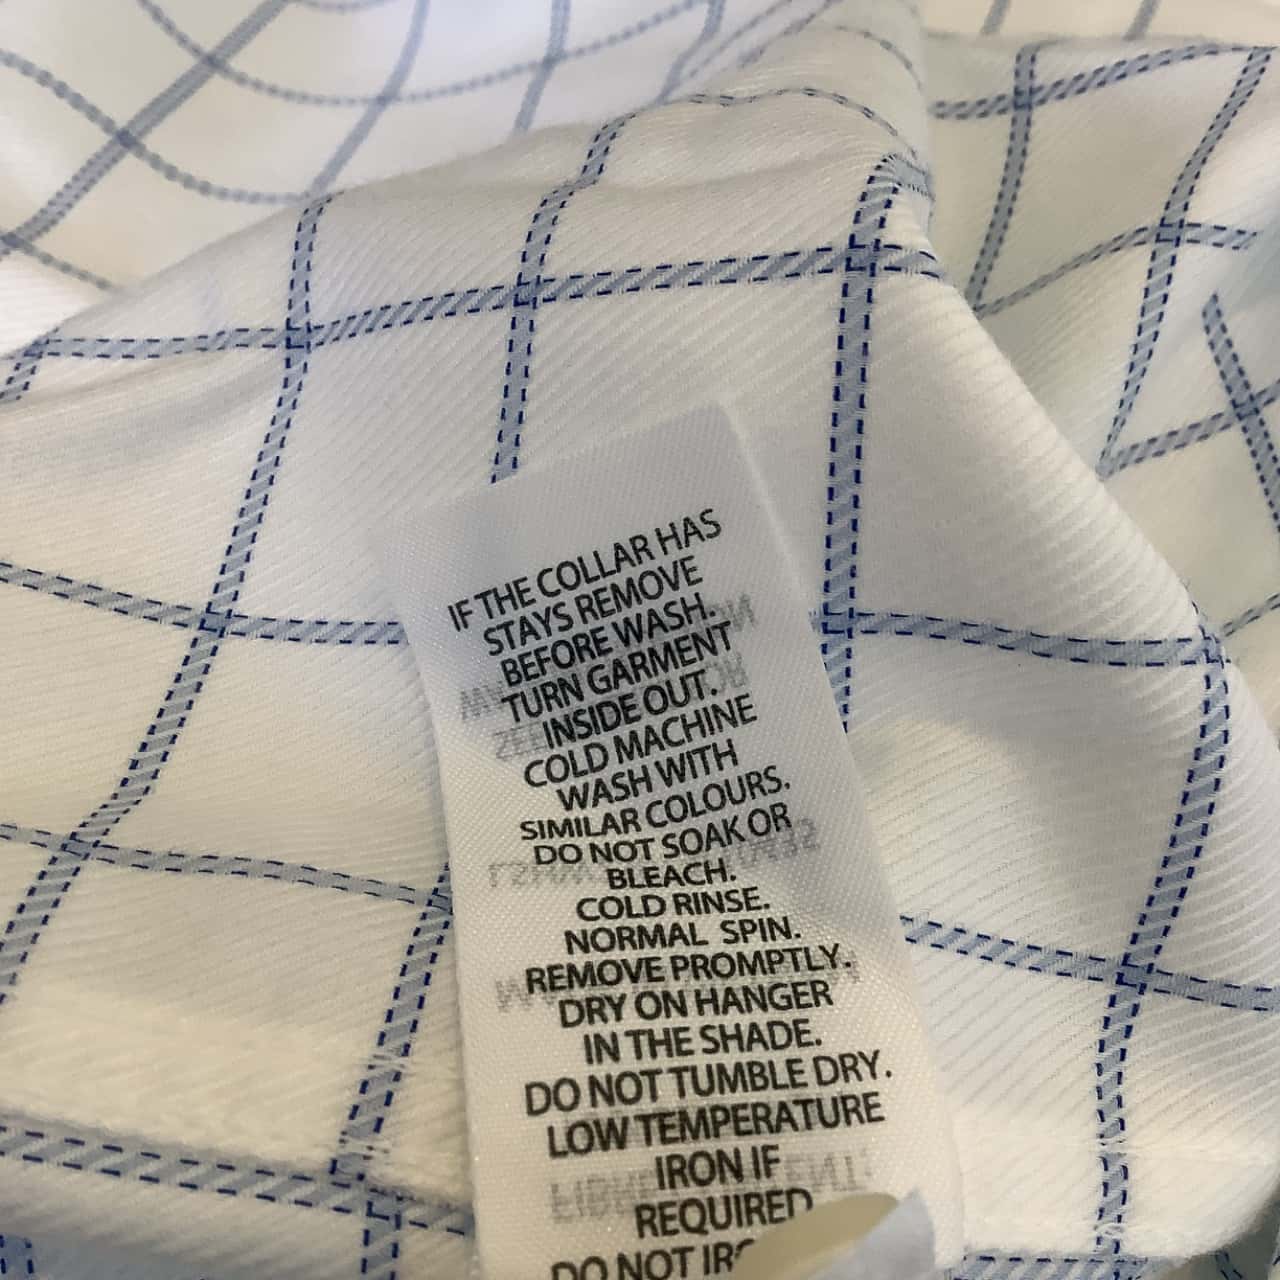 IF THE COLLAR HAS
STAYS REMOVE
BEFORE WASH.
TURN GARMENT
INSIDE OUT.
COLD MACHINE
WASH WITH
SIMILAR COLOURS.
DO NOT SOAK OR
BLEACH.
COLD RINSE.
NORMAL SPIN.
REMOVE PROMPTLY.
DRY ON HANGER
IN THE SHADE.
DO NOT TUMBLE DRY.
LOW TEMPERATURE
IRON IF
REQUIRED
DO NOT